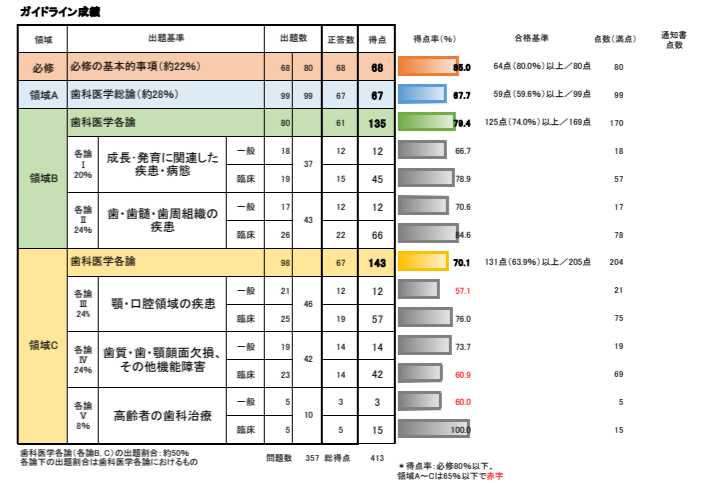 ガイドライン成績
領域 出題基準 出題数 正答数 得点 得点率(%) 合格基準 点数(満点) 通知書
点数
必修 必修の基本的事項(約22%) 68 80 68 68 85.0 64点(80.0%)以上/80点 80
領域A 歯科医学総論(約28%) 99 99 67 67 67.7 59点(59.6%)以上/99点 99
領域B 歯科医学各論 80 61 135 79.4 125点(74.0%)以上/169点 170
各論
Ⅰ
20%
成長・発育に関連した
疾患・病態
一般 18 37 12 12 66.7 18
臨床 19 15 45 78.9 57
各論
Ⅱ
24%
歯・歯髄・歯周組織の
疾患
一般 17 43 12 12 70.6 17
臨床 26 22 66 84.6 78
領域C 歯科医学各論 98 67 143 70.1 131点(63.9%)以上/205点 204
各論
Ⅲ
24%
顎・口腔領域の疾患
一般 21 46 12 12 57.1 21
臨床 25 19 57 76.0 75
各論
Ⅳ
24%
歯質・歯・顎顔面欠損、
その他機能障害
一般 19 42 14 14 73.7 19
臨床 23 14 42 60.9 69
各論
Ⅴ
8%
高齢者の歯科治療
一般 5 10 3 3 60.0 5
臨床 5 5 15 100.0 15
歯科医学各論(各論B, C)の出題割合:約50%
各論下の出題割合は歯科医学各論におけるもの
問題数 357 総得点 413
*得点率:必修80%以下、
領域A~Cは65%以下で赤字